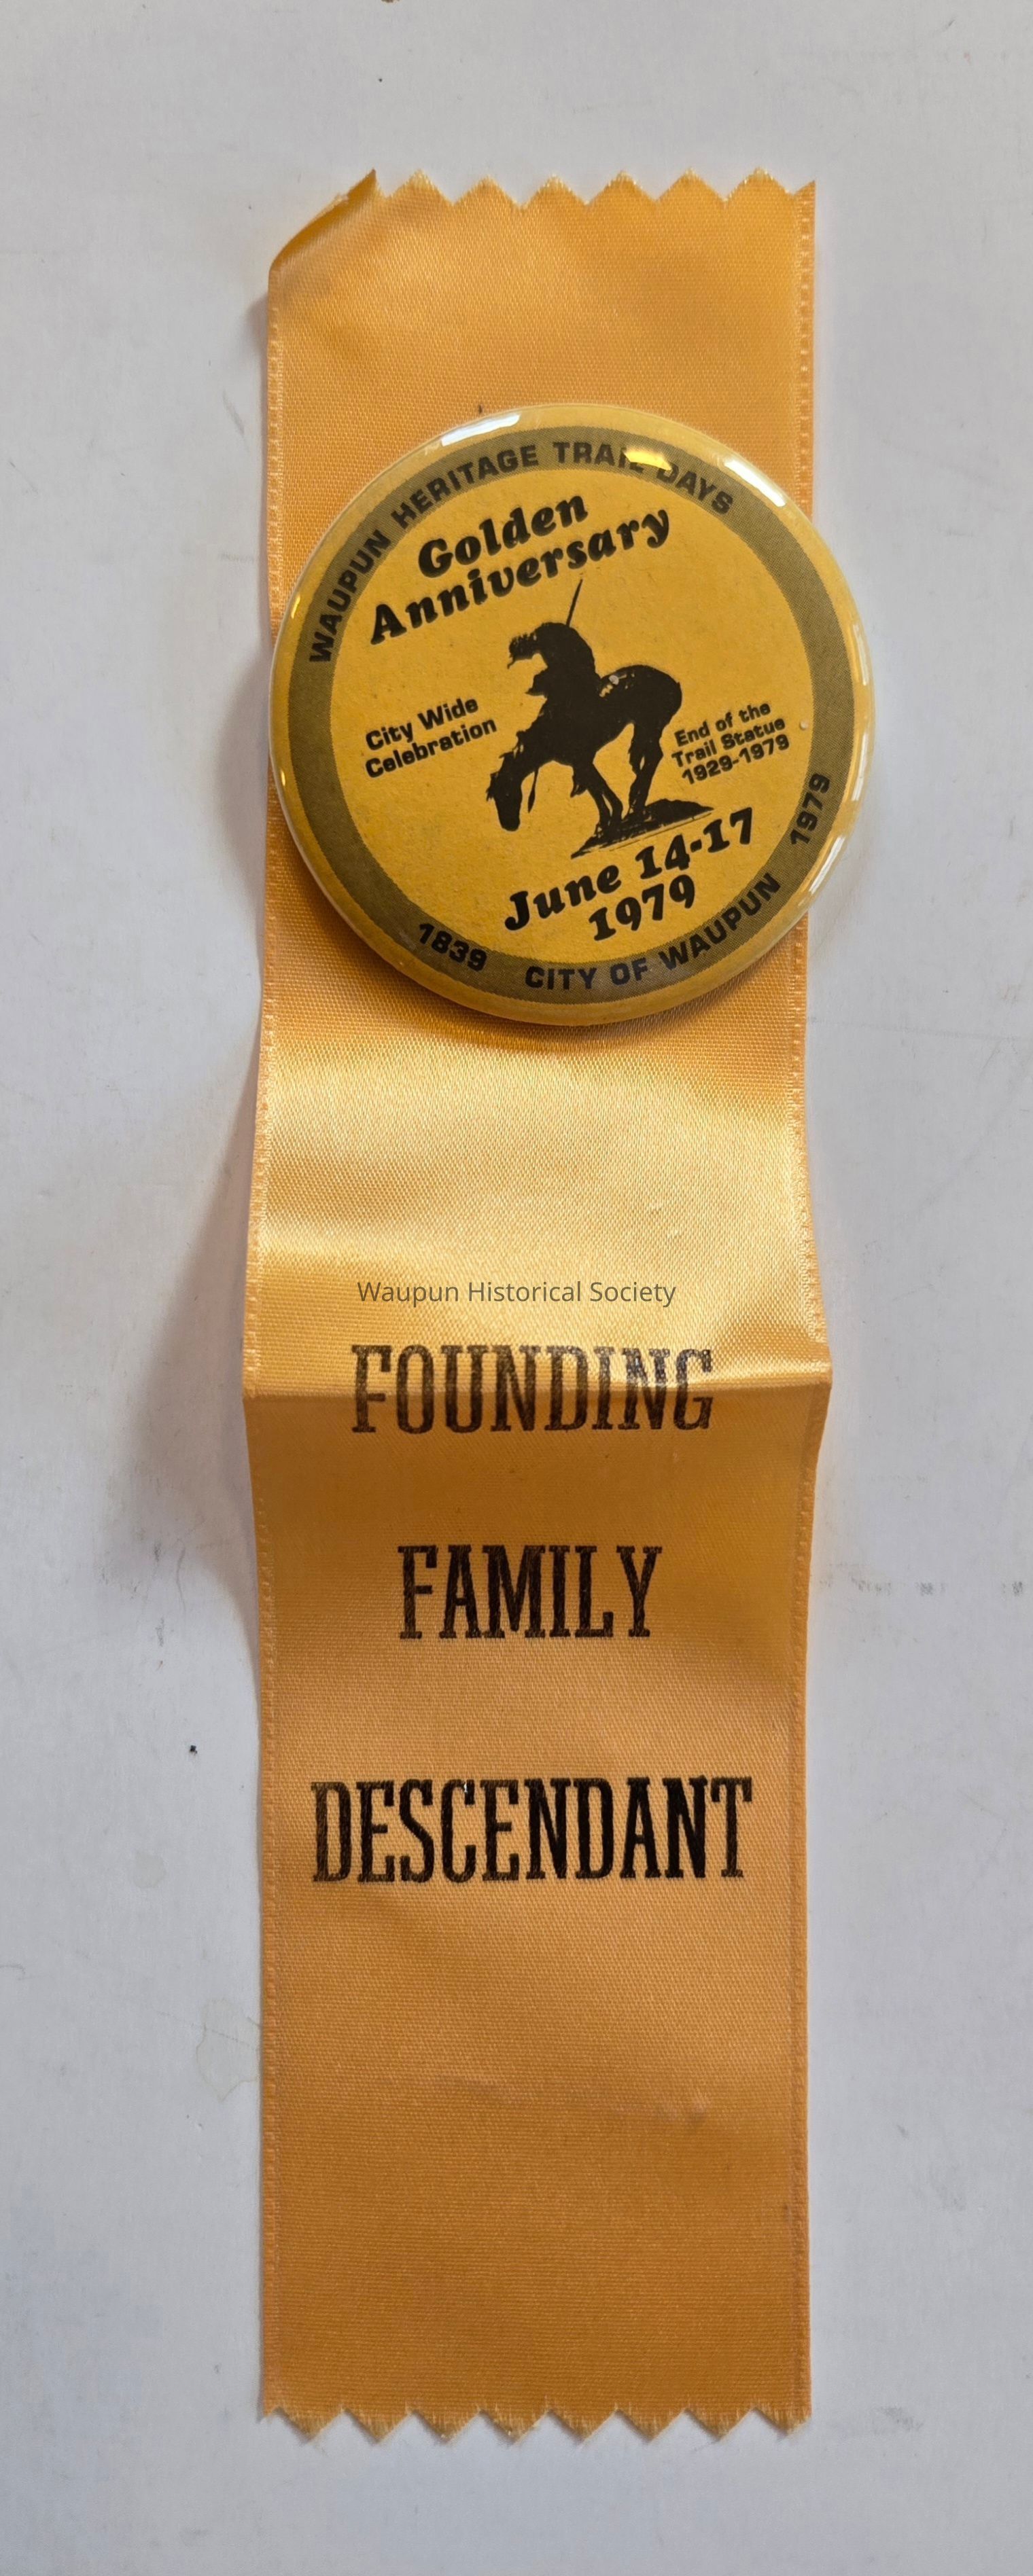 WAUPUN HERITAGE TRAIL DAYS
Golden
Anniversary
City Wide
Celebration
End of the
Trail Statue
1929-1979
June 14-17
1979
1839 CITY OF WAUPUN 1979
Waupun Historical Society
FOUNDING
FAMILY
DESCENDANT